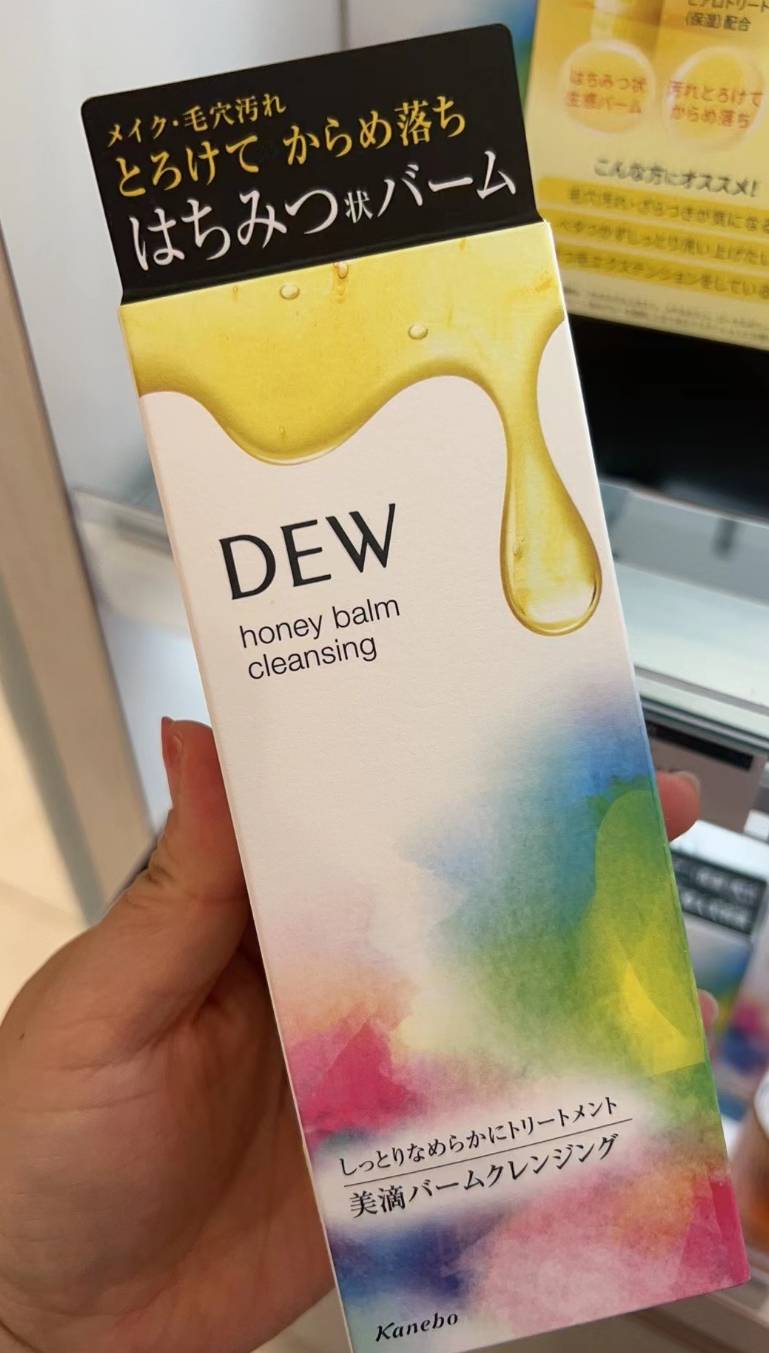 メイク・毛穴汚れ
とろけて からめ落ち
はちみつ状バーム
DEW
honey balm
cleansing
しっとりなめらかにトリートメント
美滴バームクレンジング
Kanebo
(保湿)配合
はちみつ状
生感バーム
汚れとろけて
からめ落ち
こんな方にオススメ!